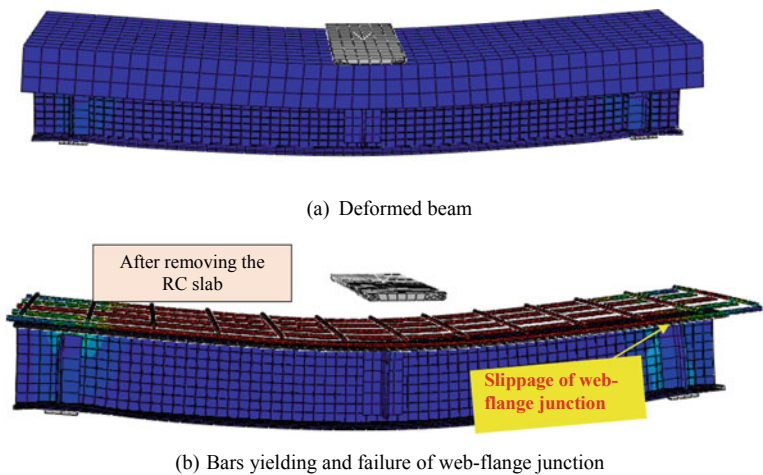 (a) Deformed beam
After removing the
RC slab
Slippage of web-
flange junction
(b) Bars yielding and failure of web-flange junction